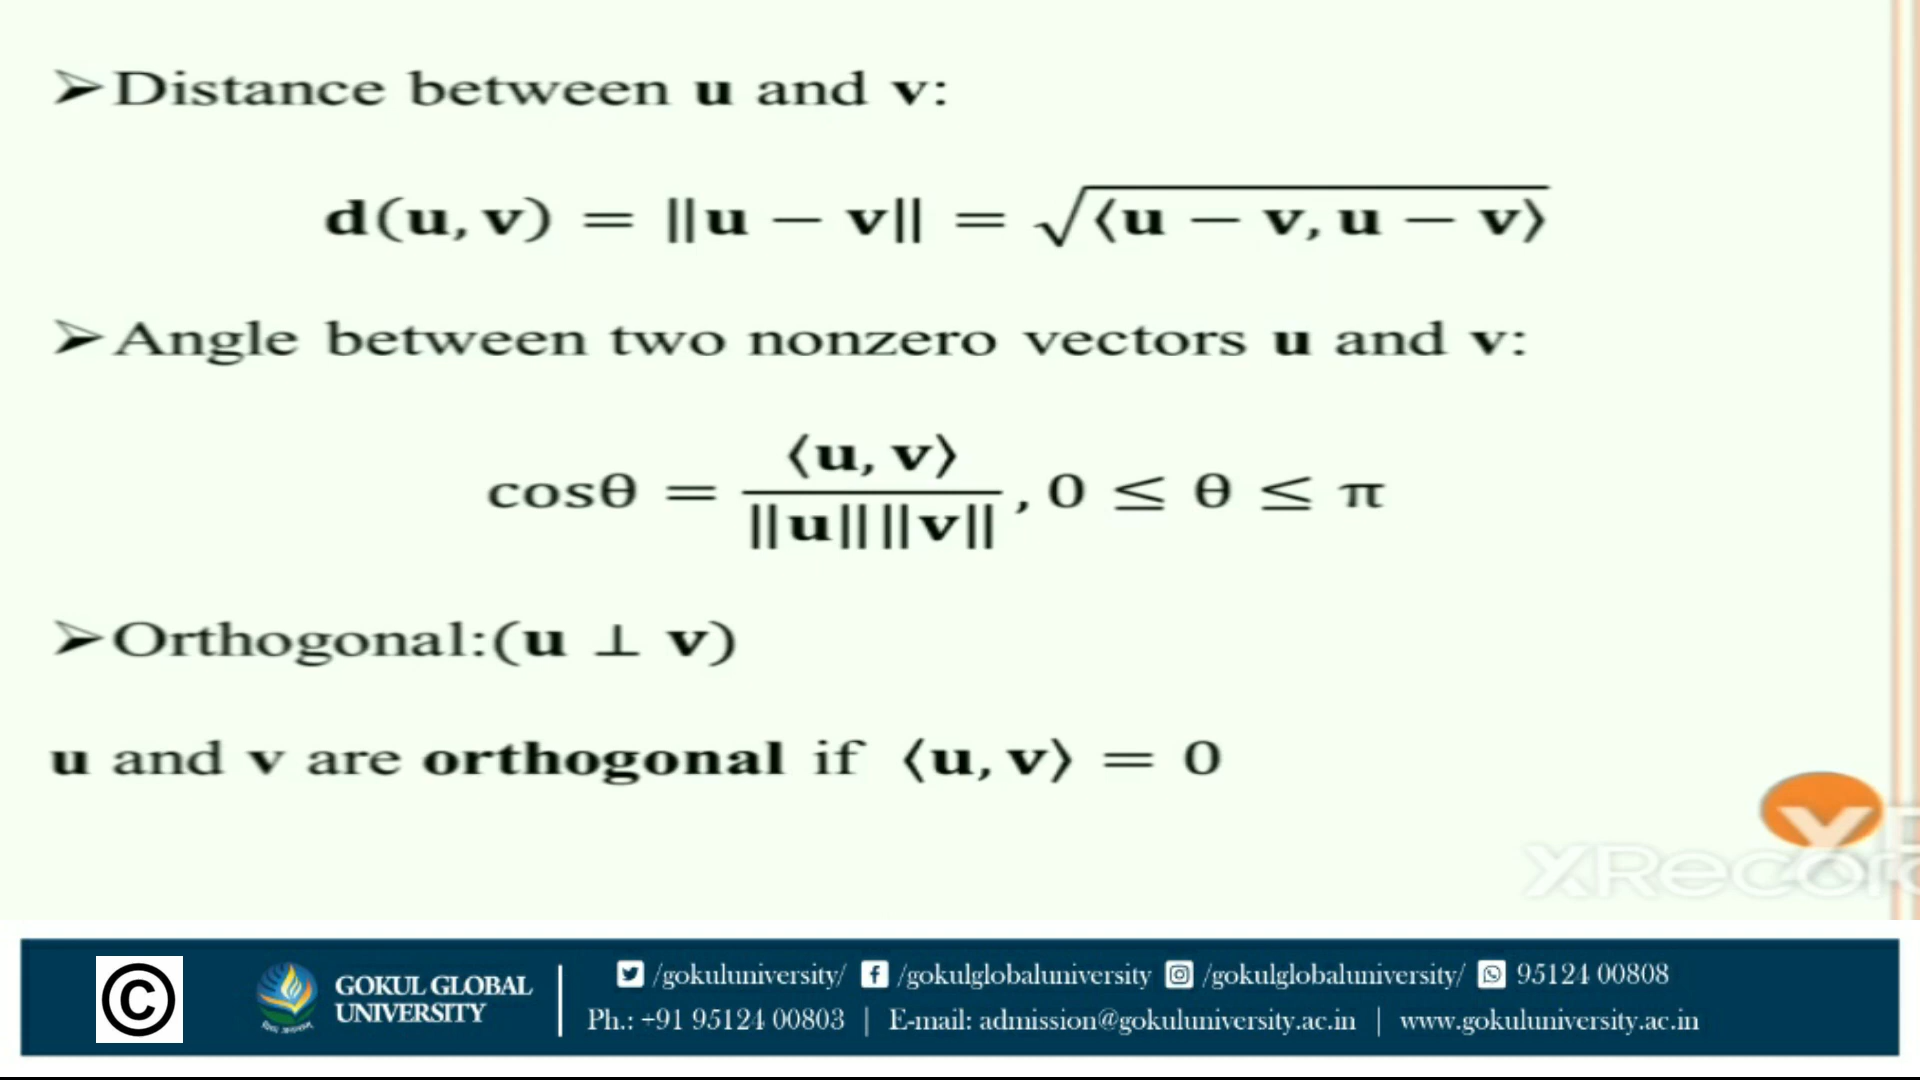 ➤Distance between u and v:
d(u, v) = ||u − v|| = √⟨u − v, u − v⟩
➤Angle between two nonzero vectors u and v:
cosθ = ⟨u, v⟩ / ||u|| ||v||, 0 ≤ θ ≤ π
➤Orthogonal:(u ⊥ v)
u and v are orthogonal if ⟨u, v⟩ = 0
©
GOKUL GLOBAL
UNIVERSITY
/gokuluniversity/ /gokulglobaluniversity /gokulglobaluniversity/ 95124 00808
Ph.: +91 95124 00803 | E-mail: admission@gokuluniversity.ac.in | www.gokuluniversity.ac.in